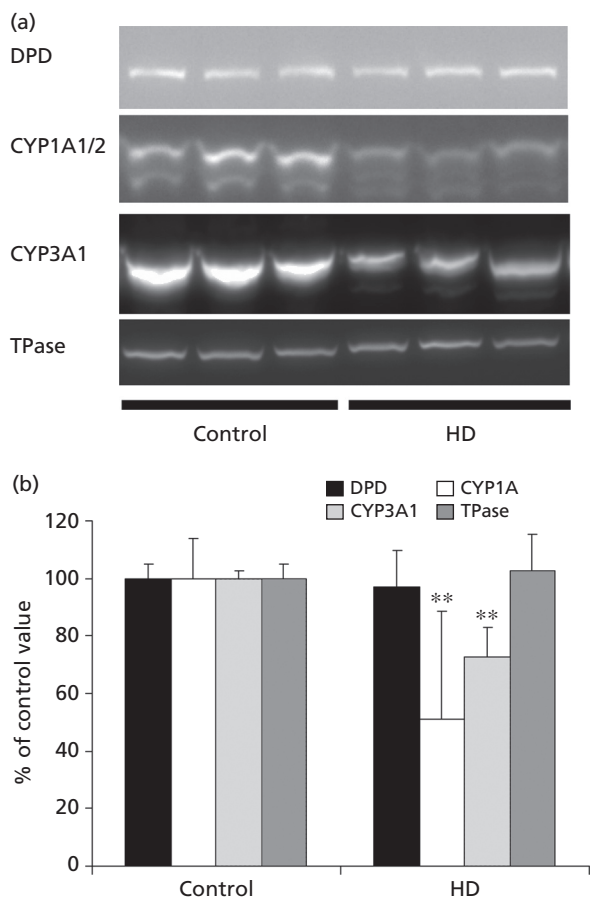 (a)
DPD
CYP1A1/2
CYP3A1
TPase
Control HD
(b)
DPD CYP1A
CYP3A1 TPase
120
100
80
60
40
20
0
% of control value
** **
Control HD